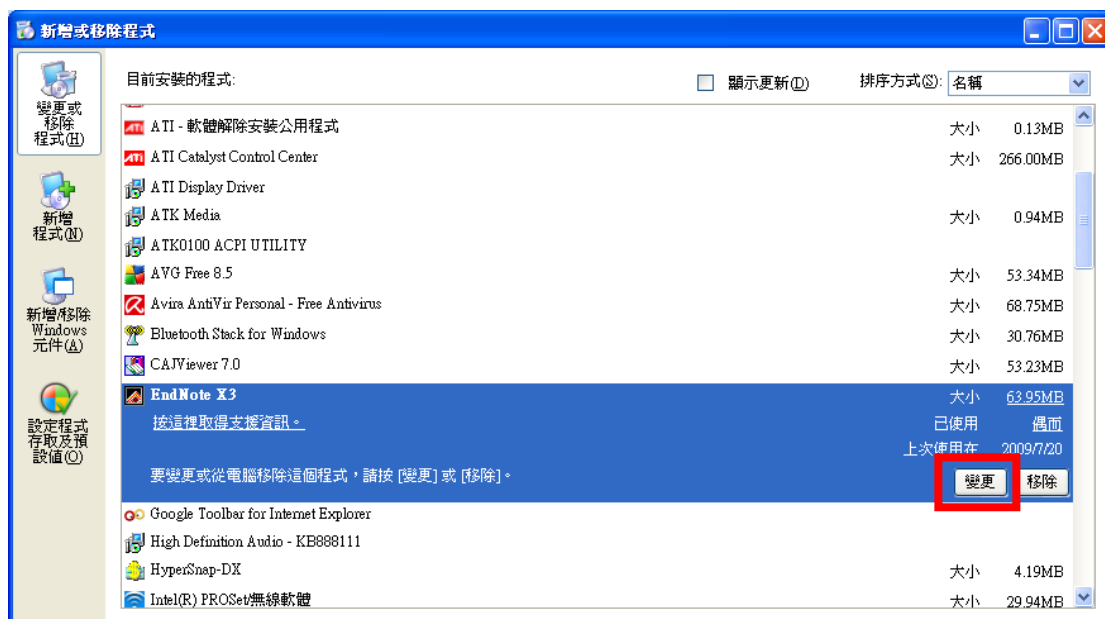 新增或移除程式
變更或
移除
程式(H)
新增
程式(N)
新增/移除
Windows
元件(A)
設定程式
存取及預
設值(O)
目前安裝的程式:
顯示更新(D)
排序方式(S): 名稱
ATI - 軟體解除安裝公用程式 大小 0.13MB
ATI Catalyst Control Center 大小 266.00MB
ATI Display Driver
ATK Media 大小 0.94MB
ATK0100 ACPI UTILITY
AVG Free 8.5 大小 53.34MB
Avira AntiVir Personal - Free Antivirus 大小 68.75MB
Bluetooth Stack for Windows 大小 30.76MB
CAJViewer 7.0 大小 53.23MB
EndNote X3 大小 63.95MB
按這裡取得支援資訊。 已使用 偶而
上次使用在 2009/7/20
要變更或從電腦移除這個程式，請按 [變更] 或 [移除]。 變更 移除
Google Toolbar for Internet Explorer
High Definition Audio - KB888111
HyperSnap-DX 大小 4.19MB
Intel(R) PROSet/無線軟體 大小 29.94MB